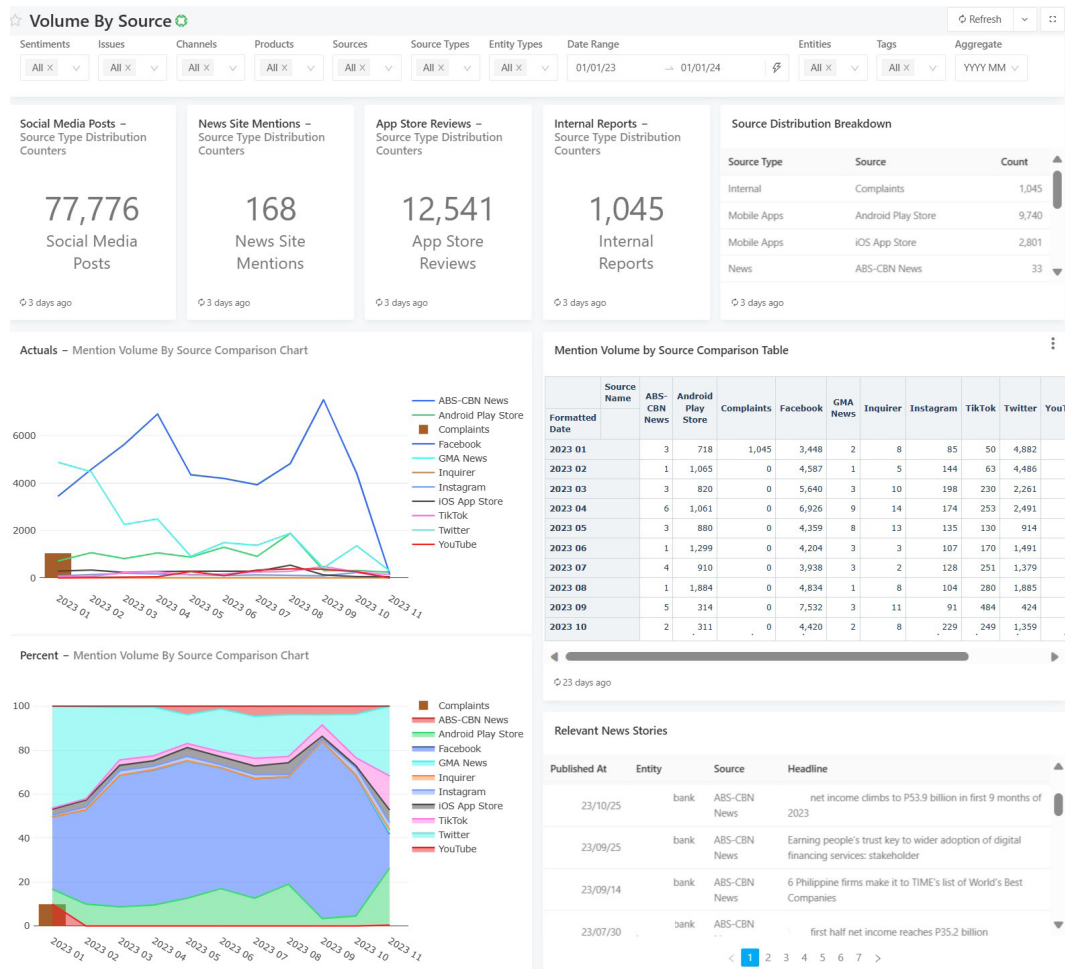 Volume By Source
Refresh
Sentiments Issues Channels Products Sources Source Types Entity Types Date Range Entities Tags Aggregate
All × All × All × All × All × All × All × 01/01/23 → 01/01/24 All × All × YYYY MM
Social Media Posts –
Source Type Distribution
Counters
77,776
Social Media
Posts
3 days ago
News Site Mentions –
Source Type Distribution
Counters
168
News Site
Mentions
3 days ago
App Store Reviews –
Source Type Distribution
Counters
12,541
App Store
Reviews
3 days ago
Internal Reports –
Source Type Distribution
Counters
1,045
Internal
Reports
3 days ago
Source Distribution Breakdown
Source Type Source Count
Internal Complaints 1,045
Mobile Apps Android Play Store 9,740
Mobile Apps iOS App Store 2,801
News ABS-CBN News 33
3 days ago
Actuals – Mention Volume By Source Comparison Chart
6000
4000
2000
0
2023 01 2023 02 2023 03 2023 04 2023 05 2023 06 2023 07 2023 08 2023 09 2023 10 2023 11
ABS-CBN News
Android Play Store
Complaints
Facebook
GMA News
Inquirer
Instagram
iOS App Store
TikTok
Twitter
YouTube
Mention Volume by Source Comparison Table
Source Name ABS-CBN News Android Play Store Complaints Facebook GMA News Inquirer Instagram TikTok Twitter YouT
Formatted Date
2023 01 3 718 1,045 3,448 2 8 85 50 4,882
2023 02 1 1,065 0 4,587 1 5 144 63 4,486
2023 03 3 820 0 5,640 3 10 198 230 2,261
2023 04 6 1,061 0 6,926 9 14 174 253 2,491
2023 05 3 880 0 4,359 8 13 135 130 914
2023 06 1 1,299 0 4,204 3 3 107 170 1,491
2023 07 4 910 0 3,938 3 2 128 251 1,379
2023 08 1 1,884 0 4,834 1 8 104 280 1,885
2023 09 5 314 0 7,532 3 11 91 484 424
2023 10 2 311 0 4,420 2 8 229 249 1,359
23 days ago
Percent – Mention Volume By Source Comparison Chart
100
80
60
40
20
0
2023 01 2023 02 2023 03 2023 04 2023 05 2023 06 2023 07 2023 08 2023 09 2023 10 2023 11
Complaints
ABS-CBN News
Android Play Store
Facebook
GMA News
Inquirer
Instagram
iOS App Store
TikTok
Twitter
YouTube
Relevant News Stories
Published At Entity Source Headline
23/10/25 bank ABS-CBN News net income climbs to P53.9 billion in first 9 months of 2023
23/09/25 bank ABS-CBN News Earning people's trust key to wider adoption of digital financing services: stakeholder
23/09/14 bank ABS-CBN News 6 Philippine firms make it to TIME's list of World's Best Companies
23/07/30 bank ABS-CBN first half net income reaches P35.2 billion
< 1 2 3 4 5 6 7 >